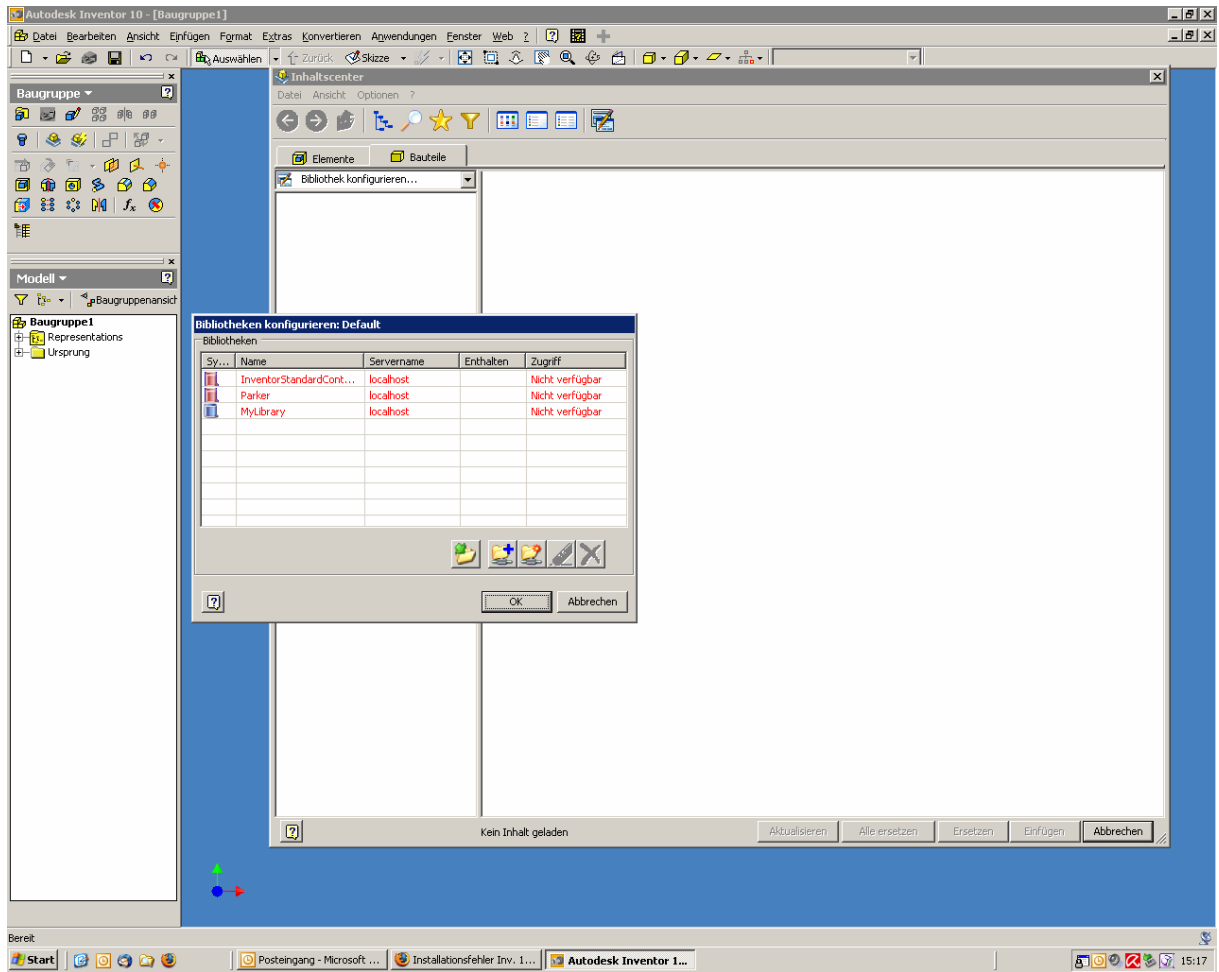 Autodesk Inventor 10 - [Baugruppe1]
Datei Bearbeiten Ansicht Einfügen Format Extras Konvertieren Anwendungen Fenster Web ?
Auswählen Zurück Skizze
Baugruppe
Inhaltscenter
Datei Ansicht Optionen ?
Elemente Bauteile
Bibliothek konfigurieren...
Modell
Baugruppenansich
Baugruppe1
Representations
Ursprung
Bibliotheken konfigurieren: Default
Bibliotheken
Sy... Name Servername Enthalten Zugriff
InventorStandardCont... localhost Nicht verfügbar
Parker localhost Nicht verfügbar
MyLibrary localhost Nicht verfügbar
OK Abbrechen
Kein Inhalt geladen Aktualisieren Alle ersetzen Ersetzen Einfügen Abbrechen
Bereit
Start Posteingang - Microsoft ... Installationsfehler Inv. 1... Autodesk Inventor 1... 15:17